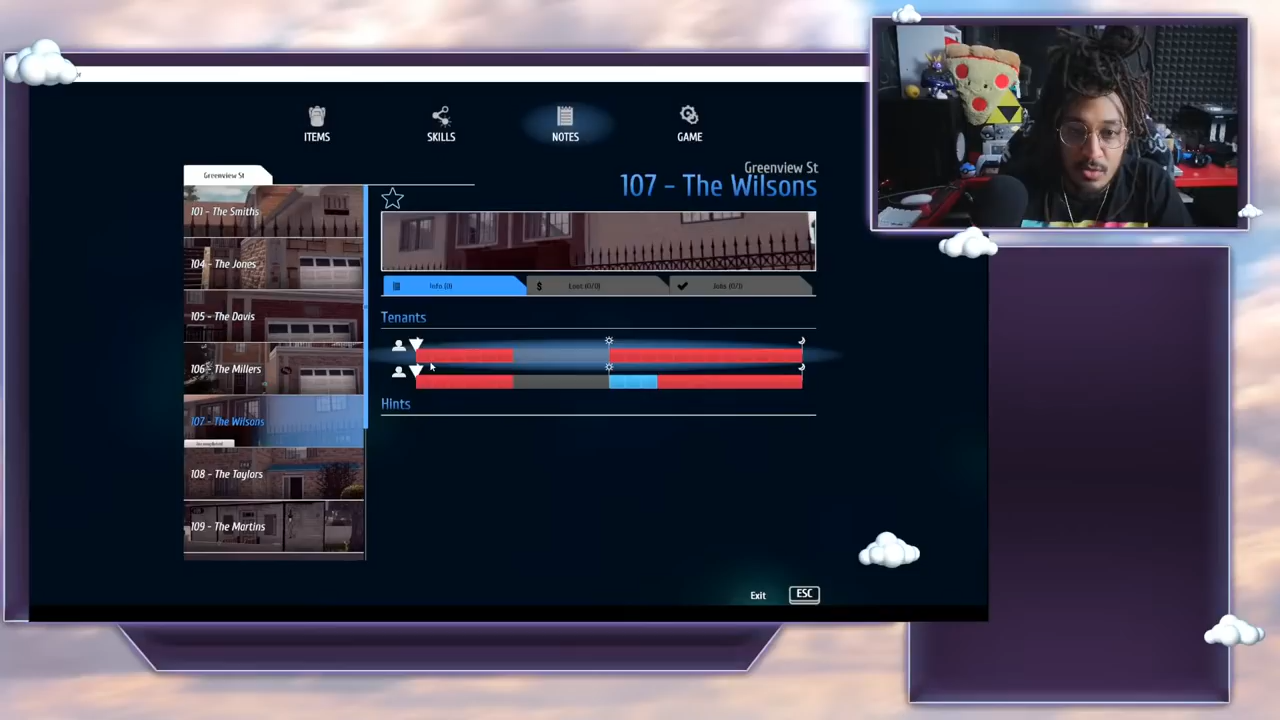 ITEMS
SKILLS
NOTES
GAME
Greenview St
101 - The Smiths
104 - The Jones
105 - The Davis
106 - The Millers
107 - The Wilsons
108 - The Taylors
109 - The Martins
Greenview St
107 - The Wilsons
Tenants
Hints
Exit
ESC